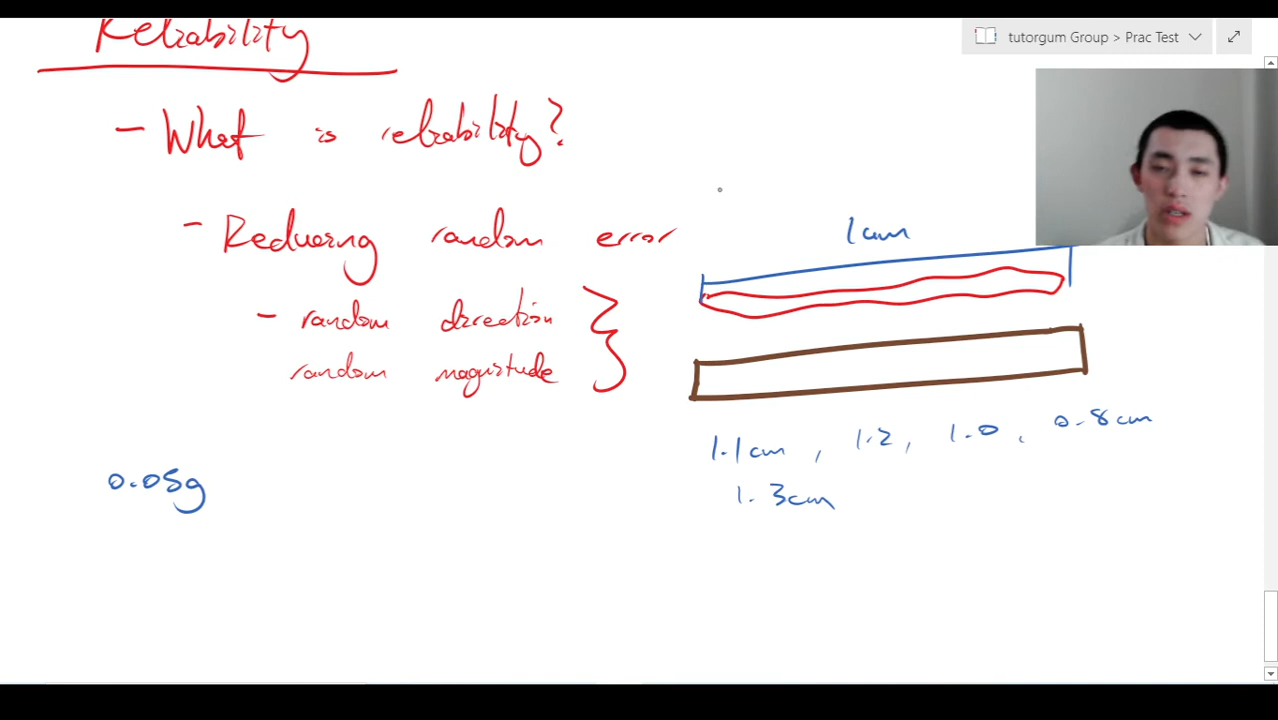 Reliability
tutorgum Group > Prac Test
- What is reliability?
- Reducing random error
1cm
- random direction
random magnitude
1.1cm , 1.2 , 1.0 , 0.8cm
1.3cm
0.05g